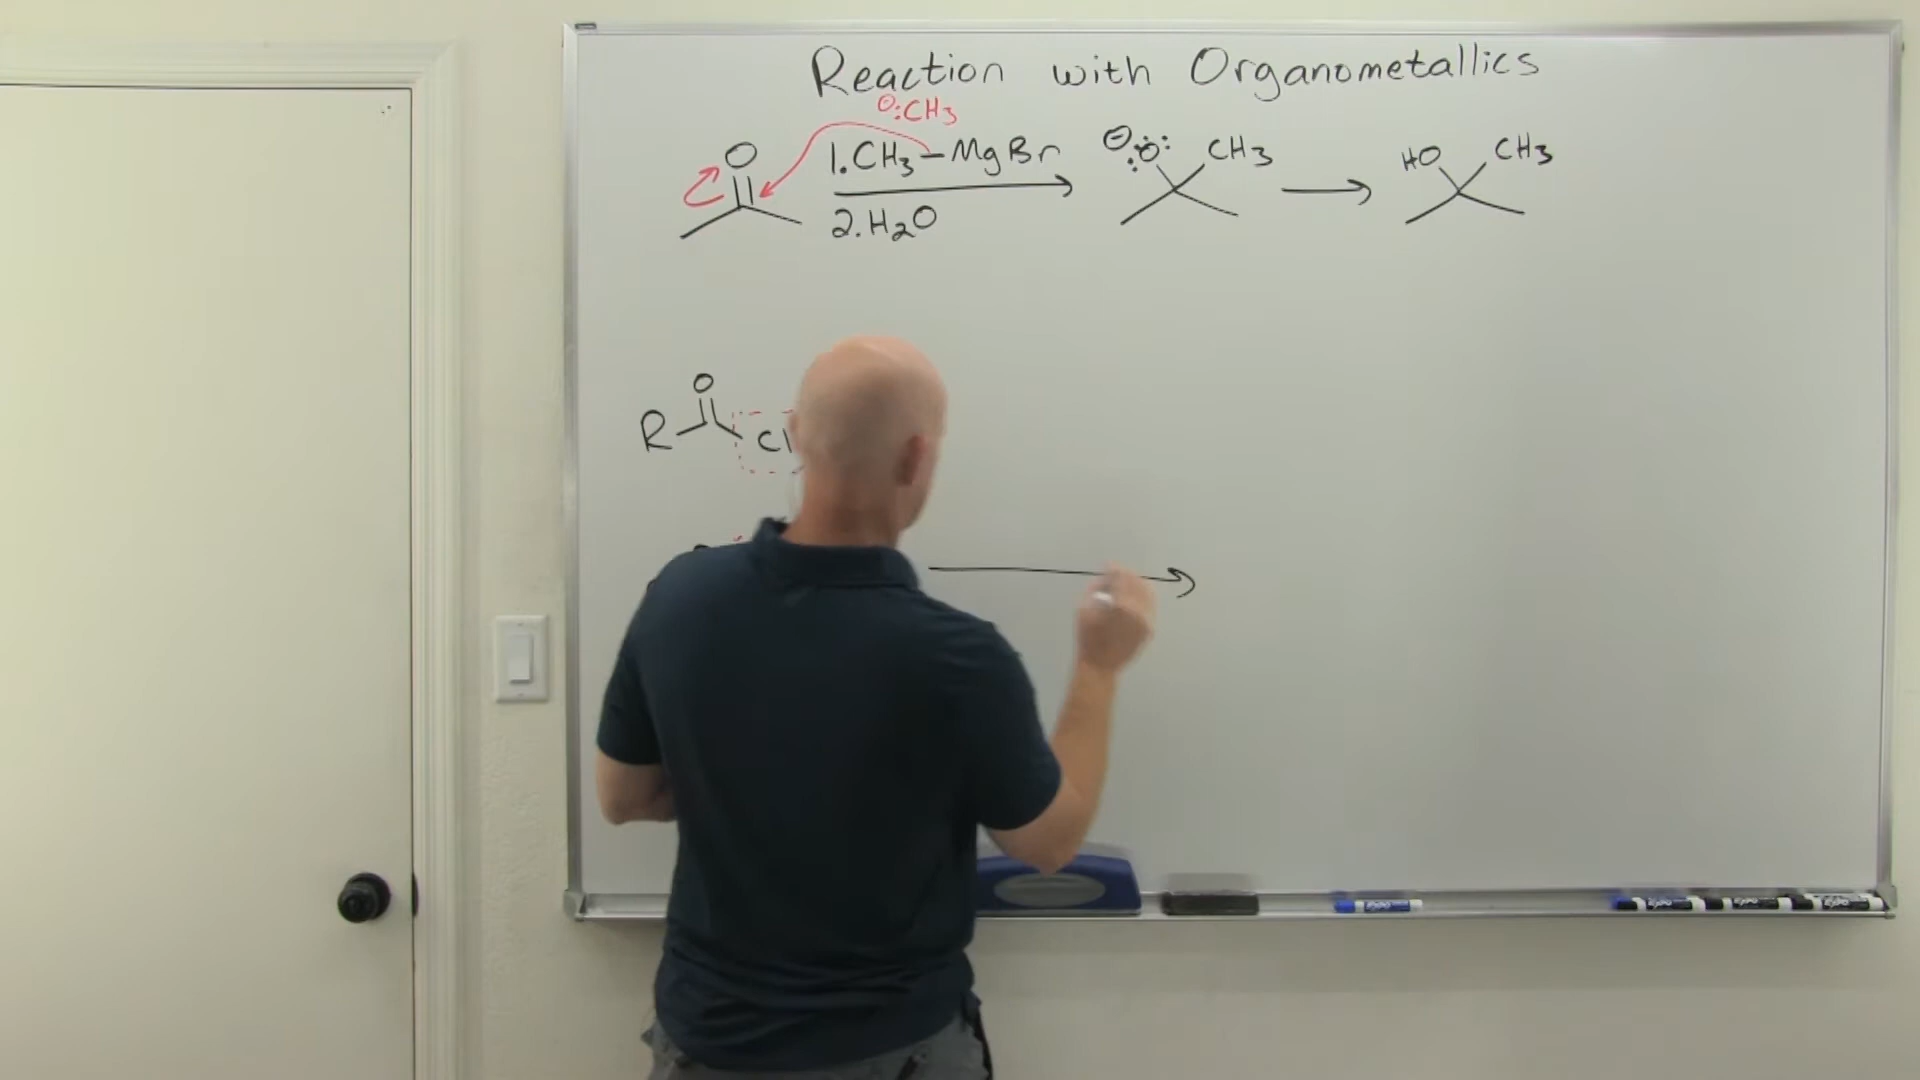 Reaction with Organometallics
⊖:CH3
O 1.CH3-MgBr ⊖ O CH3 HO CH3
2.H2O
O
R Cl